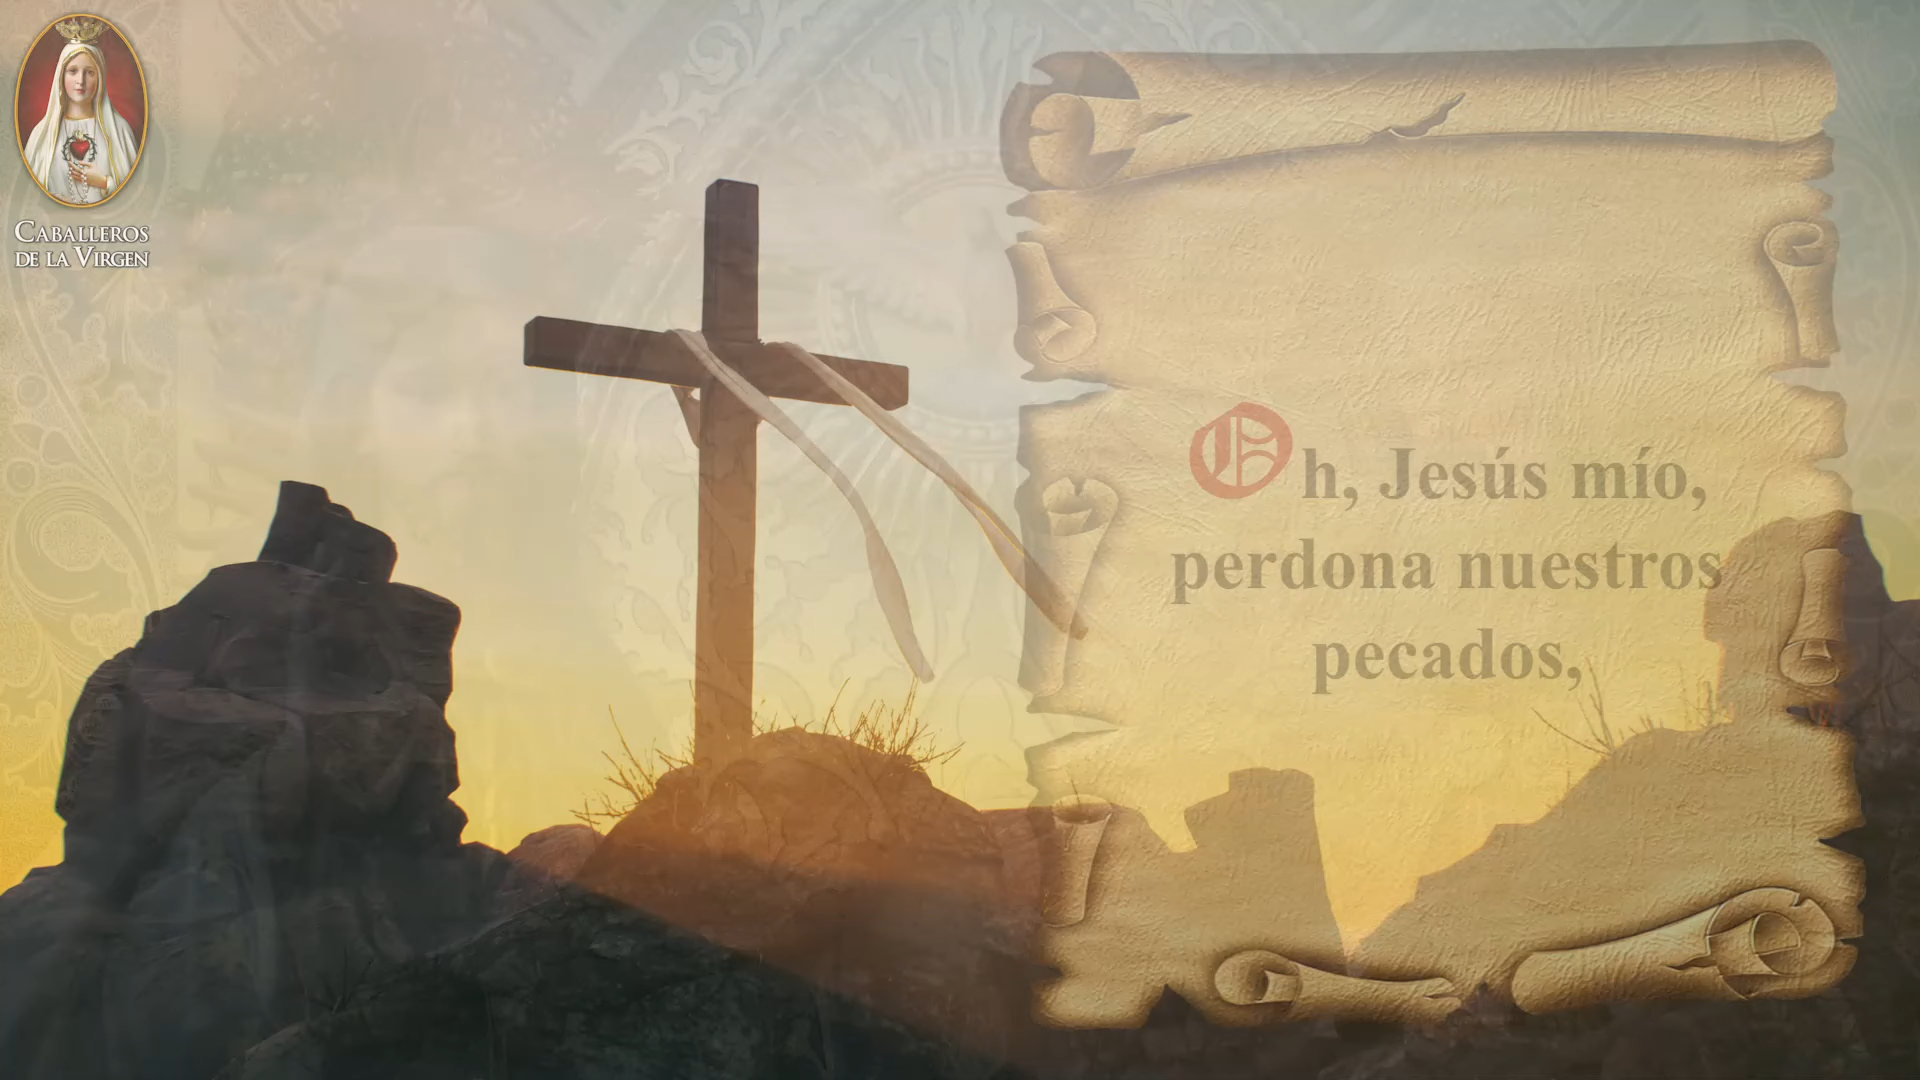 CABALLEROS
DE LA VIRGEN
Oh, Jesús mío,
perdona nuestros
pecados,